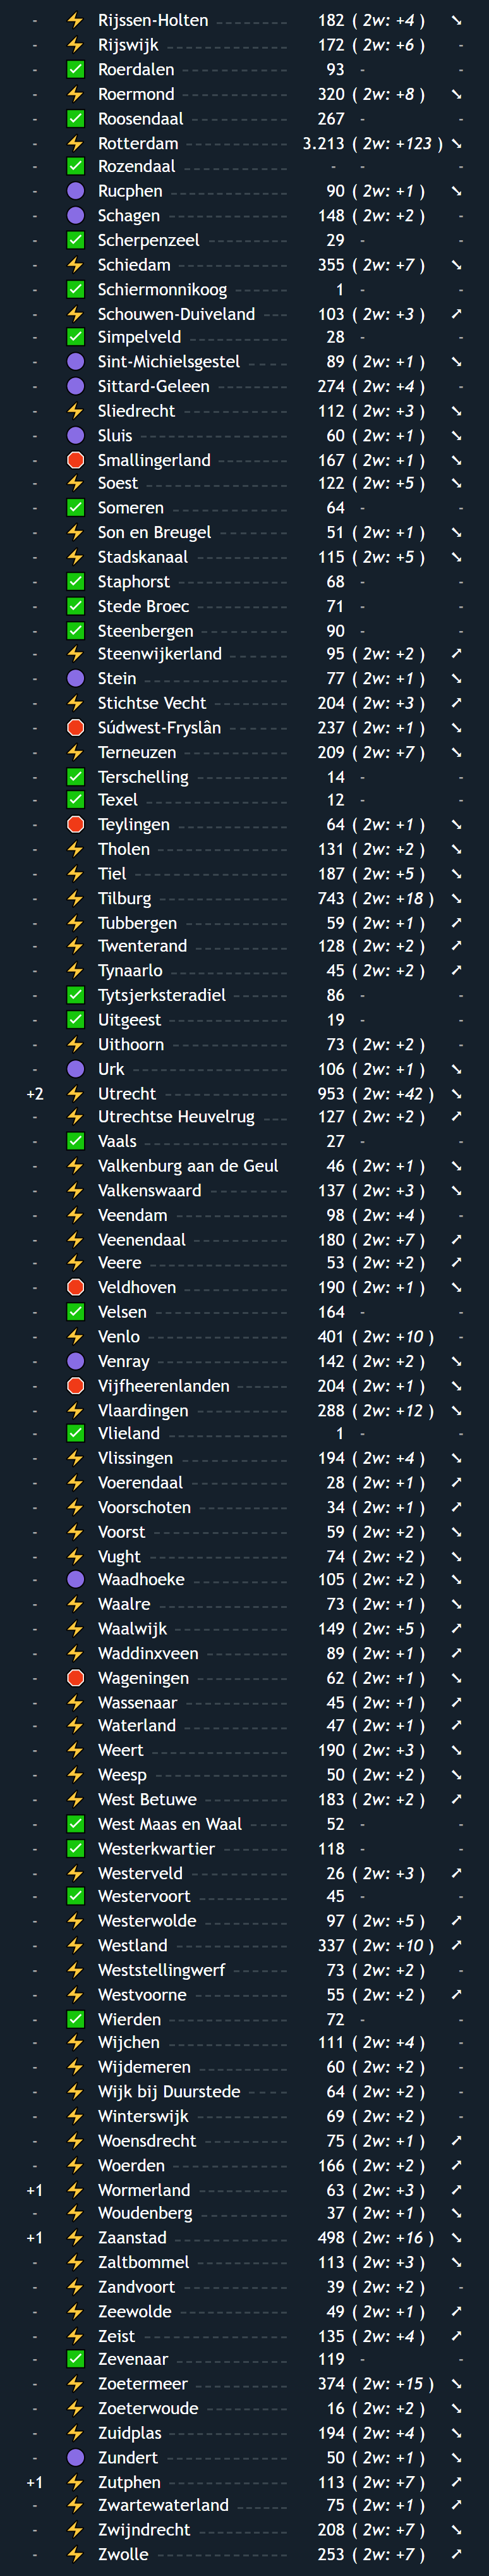 - ⚡ Rijssen-Holten 182 ( 2w: +4 ) ➘
- ⚡ Rijswijk 172 ( 2w: +6 ) -
- ✅ Roerdalen 93 - -
- ⚡ Roermond 320 ( 2w: +8 ) ➘
- ✅ Roosendaal 267 - -
- ⚡ Rotterdam 3.213 ( 2w: +123 ) ➘
- ✅ Rozendaal - - -
- 🟣 Rucphen 90 ( 2w: +1 ) ➘
- 🟣 Schagen 148 ( 2w: +2 ) -
- ✅ Scherpenzeel 29 - -
- ⚡ Schiedam 355 ( 2w: +7 ) ➘
- ✅ Schiermonnikoog 1 - -
- ⚡ Schouwen-Duiveland 103 ( 2w: +3 ) ➚
- ✅ Simpelveld 28 - -
- 🟣 Sint-Michielsgestel 89 ( 2w: +1 ) ➘
- 🟣 Sittard-Geleen 274 ( 2w: +4 ) -
- ⚡ Sliedrecht 112 ( 2w: +3 ) ➘
- 🟣 Sluis 60 ( 2w: +1 ) ➘
- 🛑 Smallingerland 167 ( 2w: +1 ) ➘
- ⚡ Soest 122 ( 2w: +5 ) ➘
- ✅ Someren 64 - -
- ⚡ Son en Breugel 51 ( 2w: +1 ) ➘
- ⚡ Stadskanaal 115 ( 2w: +5 ) ➘
- ✅ Staphorst 68 - -
- ✅ Stede Broec 71 - -
- ✅ Steenbergen 90 - -
- ⚡ Steenwijkerland 95 ( 2w: +2 ) ➚
- 🟣 Stein 77 ( 2w: +1 ) ➘
- ⚡ Stichtse Vecht 204 ( 2w: +3 ) ➚
- 🛑 Súdwest-Fryslân 237 ( 2w: +1 ) ➘
- ⚡ Terneuzen 209 ( 2w: +7 ) ➘
- ✅ Terschelling 14 - -
- ✅ Texel 12 - -
- 🛑 Teylingen 64 ( 2w: +1 ) ➘
- ⚡ Tholen 131 ( 2w: +2 ) ➘
- ⚡ Tiel 187 ( 2w: +5 ) ➘
- ⚡ Tilburg 743 ( 2w: +18 ) ➘
- ⚡ Tubbergen 59 ( 2w: +1 ) ➚
- ⚡ Twenterand 128 ( 2w: +2 ) ➚
- ⚡ Tynaarlo 45 ( 2w: +2 ) ➚
- ✅ Tytsjerksteradiel 86 - -
- ✅ Uitgeest 19 - -
- ⚡ Uithoorn 73 ( 2w: +2 ) -
- 🟣 Urk 106 ( 2w: +1 ) ➘
+2 ⚡ Utrecht 953 ( 2w: +42 ) ➘
- ⚡ Utrechtse Heuvelrug 127 ( 2w: +2 ) ➚
- ✅ Vaals 27 - -
- ⚡ Valkenburg aan de Geul 46 ( 2w: +1 ) ➘
- ⚡ Valkenswaard 137 ( 2w: +3 ) ➘
- ⚡ Veendam 98 ( 2w: +4 ) -
- ⚡ Veenendaal 180 ( 2w: +7 ) ➚
- ⚡ Veere 53 ( 2w: +2 ) ➚
- 🛑 Veldhoven 190 ( 2w: +1 ) ➘
- ✅ Velsen 164 - -
- ⚡ Venlo 401 ( 2w: +10 ) -
- 🟣 Venray 142 ( 2w: +2 ) ➘
- 🛑 Vijfheerenlanden 204 ( 2w: +1 ) ➘
- ⚡ Vlaardingen 288 ( 2w: +12 ) ➘
- ✅ Vlieland 1 - -
- ⚡ Vlissingen 194 ( 2w: +4 ) ➘
- ⚡ Voerendaal 28 ( 2w: +1 ) ➚
- ⚡ Voorschoten 34 ( 2w: +1 ) ➚
- ⚡ Voorst 59 ( 2w: +2 ) ➘
- ⚡ Vught 74 ( 2w: +2 ) ➘
- 🟣 Waadhoeke 105 ( 2w: +2 ) ➘
- ⚡ Waalre 73 ( 2w: +1 ) ➘
- ⚡ Waalwijk 149 ( 2w: +5 ) ➚
- ⚡ Waddinxveen 89 ( 2w: +1 ) ➚
- 🛑 Wageningen 62 ( 2w: +1 ) ➘
- ⚡ Wassenaar 45 ( 2w: +1 ) ➚
- ⚡ Waterland 47 ( 2w: +1 ) ➚
- ⚡ Weert 190 ( 2w: +3 ) ➘
- ⚡ Weesp 50 ( 2w: +2 ) ➘
- ⚡ West Betuwe 183 ( 2w: +2 ) ➚
- ✅ West Maas en Waal 52 - -
- ✅ Westerkwartier 118 - -
- ⚡ Westerveld 26 ( 2w: +3 ) ➚
- ✅ Westervoort 45 - -
- ⚡ Westerwolde 97 ( 2w: +5 ) ➚
- ⚡ Westland 337 ( 2w: +10 ) ➚
- ⚡ Weststellingwerf 73 ( 2w: +2 ) -
- ⚡ Westvoorne 55 ( 2w: +2 ) ➚
- ✅ Wierden 72 - -
- ⚡ Wijchen 111 ( 2w: +4 ) -
- ⚡ Wijdemeren 60 ( 2w: +2 ) -
- ⚡ Wijk bij Duurstede 64 ( 2w: +2 ) -
- ⚡ Winterswijk 69 ( 2w: +2 ) -
- ⚡ Woensdrecht 75 ( 2w: +1 ) ➚
- ⚡ Woerden 166 ( 2w: +2 ) ➚
+1 ⚡ Wormerland 63 ( 2w: +3 ) ➚
- ⚡ Woudenberg 37 ( 2w: +1 ) ➘
+1 ⚡ Zaanstad 498 ( 2w: +16 ) ➘
- ⚡ Zaltbommel 113 ( 2w: +3 ) ➘
- ⚡ Zandvoort 39 ( 2w: +2 ) -
- ⚡ Zeewolde 49 ( 2w: +1 ) ➚
- ⚡ Zeist 135 ( 2w: +4 ) ➚
- ✅ Zevenaar 119 - -
- ⚡ Zoetermeer 374 ( 2w: +15 ) ➘
- ⚡ Zoeterwoude 16 ( 2w: +2 ) ➘
- ⚡ Zuidplas 194 ( 2w: +4 ) ➘
- 🟣 Zundert 50 ( 2w: +1 ) ➘
+1 ⚡ Zutphen 113 ( 2w: +7 ) ➚
- ⚡ Zwartewaterland 75 ( 2w: +1 ) ➚
- ⚡ Zwijndrecht 208 ( 2w: +7 ) ➘
- ⚡ Zwolle 253 ( 2w: +7 ) ➚